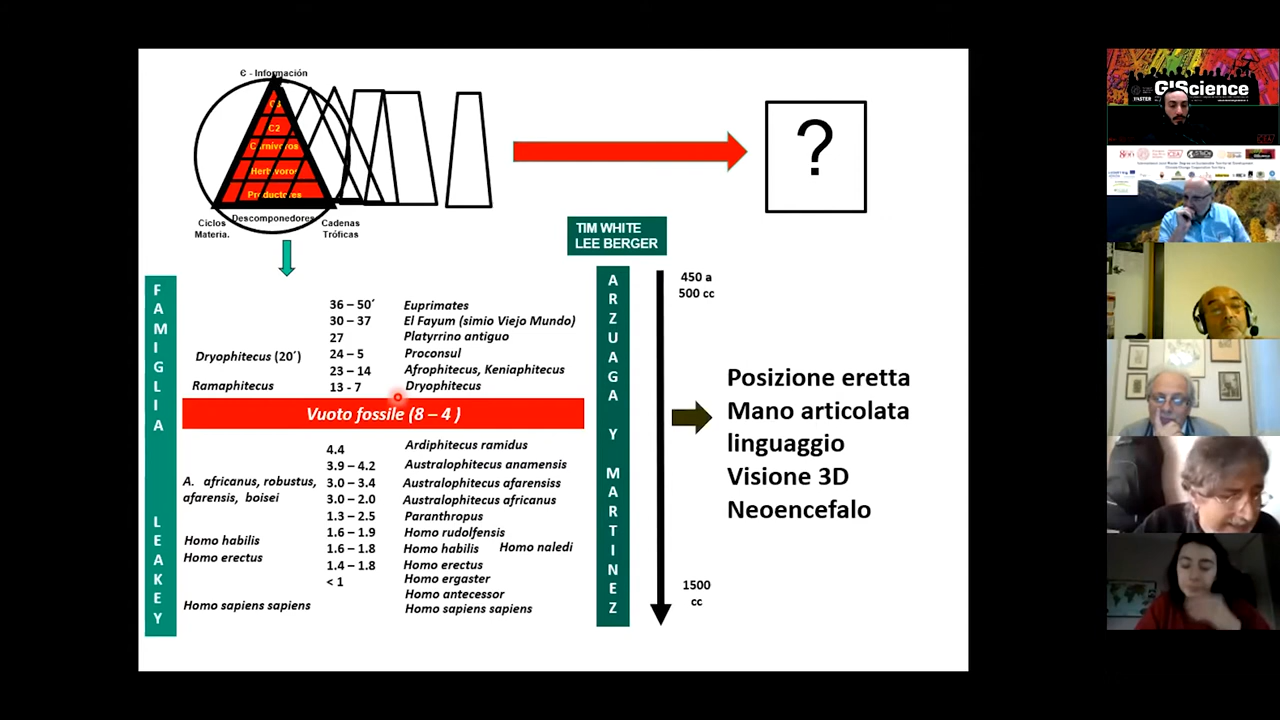 Є - Información
C3
C2
Carnívoros
Herbívoros
Productores
Descomponedores
Ciclos
Materia.
Cadenas
Tróficas
?
TIM WHITE
LEE BERGER
FAMIGLIA LEAKEY
36 – 50´ Euprimates
30 – 37 El Fayum (simio Viejo Mundo)
27 Platyrrino antiguo
Dryophitecus (20´) 24 – 5 Proconsul
23 – 14 Afrophitecus, Keniaphitecus
Ramaphitecus 13 - 7 Dryophitecus
Vuoto fossile (8 – 4 )
4.4 Ardiphitecus ramidus
3.9 – 4.2 Australophitecus anamensis
A. africanus, robustus, 3.0 – 3.4 Australophitecus afarensiss
afarensis, boisei 3.0 – 2.0 Australophitecus africanus
1.3 – 2.5 Paranthropus
1.6 – 1.9 Homo rudolfensis
Homo habilis 1.6 – 1.8 Homo habilis Homo naledi
Homo erectus 1.4 – 1.8 Homo erectus
< 1 Homo ergaster
Homo antecessor
Homo sapiens sapiens Homo sapiens sapiens
ARZUAGA Y MARTINEZ
450 a
500 cc
1500
cc
Posizione eretta
Mano articolata
linguaggio
Visione 3D
Neoencefalo
GIScience